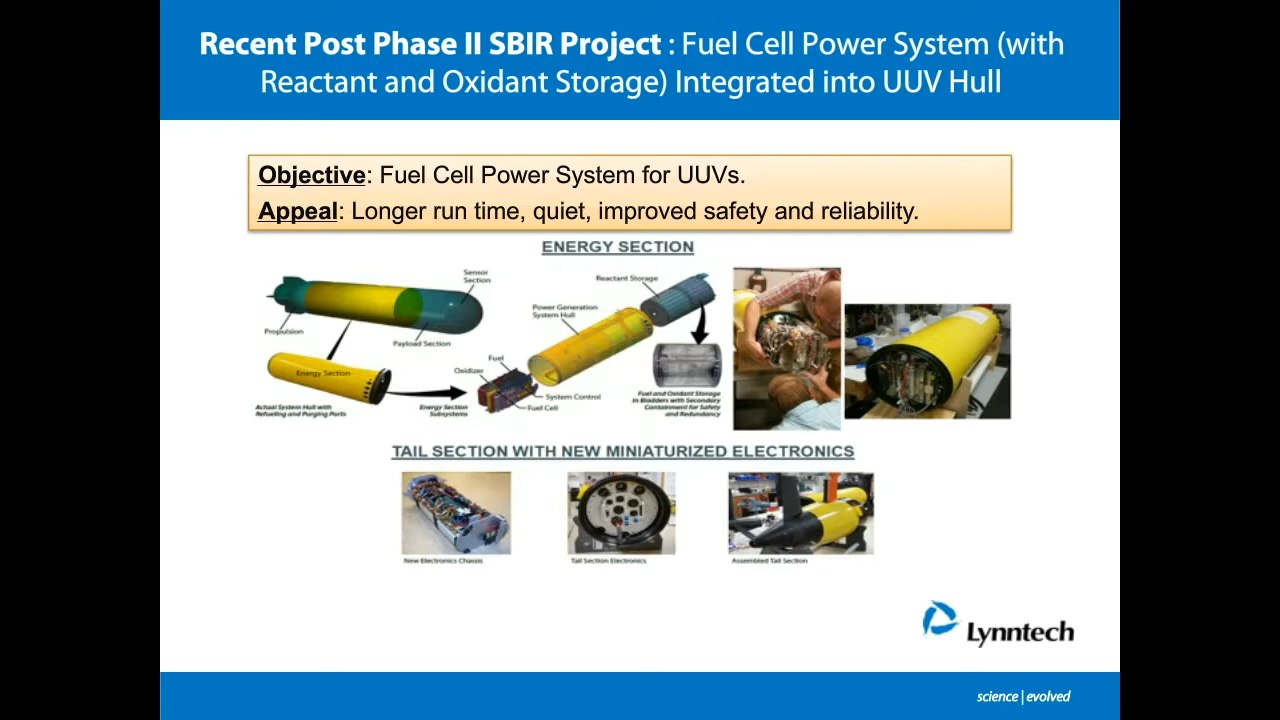 Recent Post Phase II SBIR Project : Fuel Cell Power System (with
Reactant and Oxidant Storage) Integrated into UUV Hull
Objective: Fuel Cell Power System for UUVs.
Appeal: Longer run time, quiet, improved safety and reliability.
ENERGY SECTION
Sensor
Section
Propulsion
Payload Section
Energy Section
Actual System Hull with
Refueling and Purging Ports
Reactant Storage
Power Generation
System Hull
Fuel
Oxidizer
System Control
Fuel Cell
Energy Section
Subsystems
Fuel and Oxidant Storage
in Bladders with Secondary
Containment for Safety
and Redundancy
TAIL SECTION WITH NEW MINIATURIZED ELECTRONICS
New Electronics Chassis
Tail Section Electronics
Assembled Tail Section
Lynntech
science | evolved